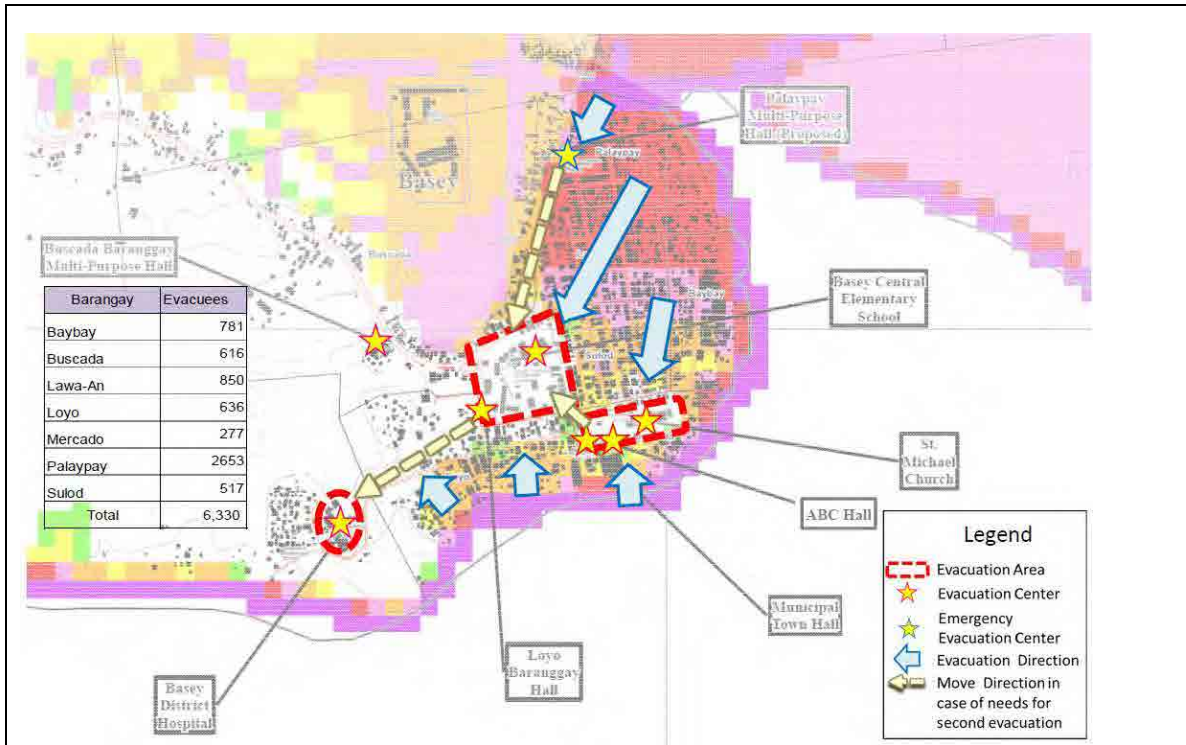 Palaypay
Multi-Purpose
Hall (Proposed)
Palaypay
Basey
Buscada Baranggay
Multi-Purpose Hall
Buscada
Baybay
Basey Central
Elementary
School
Sulod
Barangay Evacuees
Baybay 781
Buscada 616
Lawa-An 850
Loyo 636
Mercado 277
Palaypay 2653
Sulod 517
Total 6,330
St.
Michael
Church
ABC Hall
Municipal
Town Hall
Loyo
Baranggay
Hall
Basey
District
Hospital
Legend
Evacuation Area
Evacuation Center
Emergency
Evacuation Center
Evacuation Direction
Move Direction in
case of needs for
second evacuation